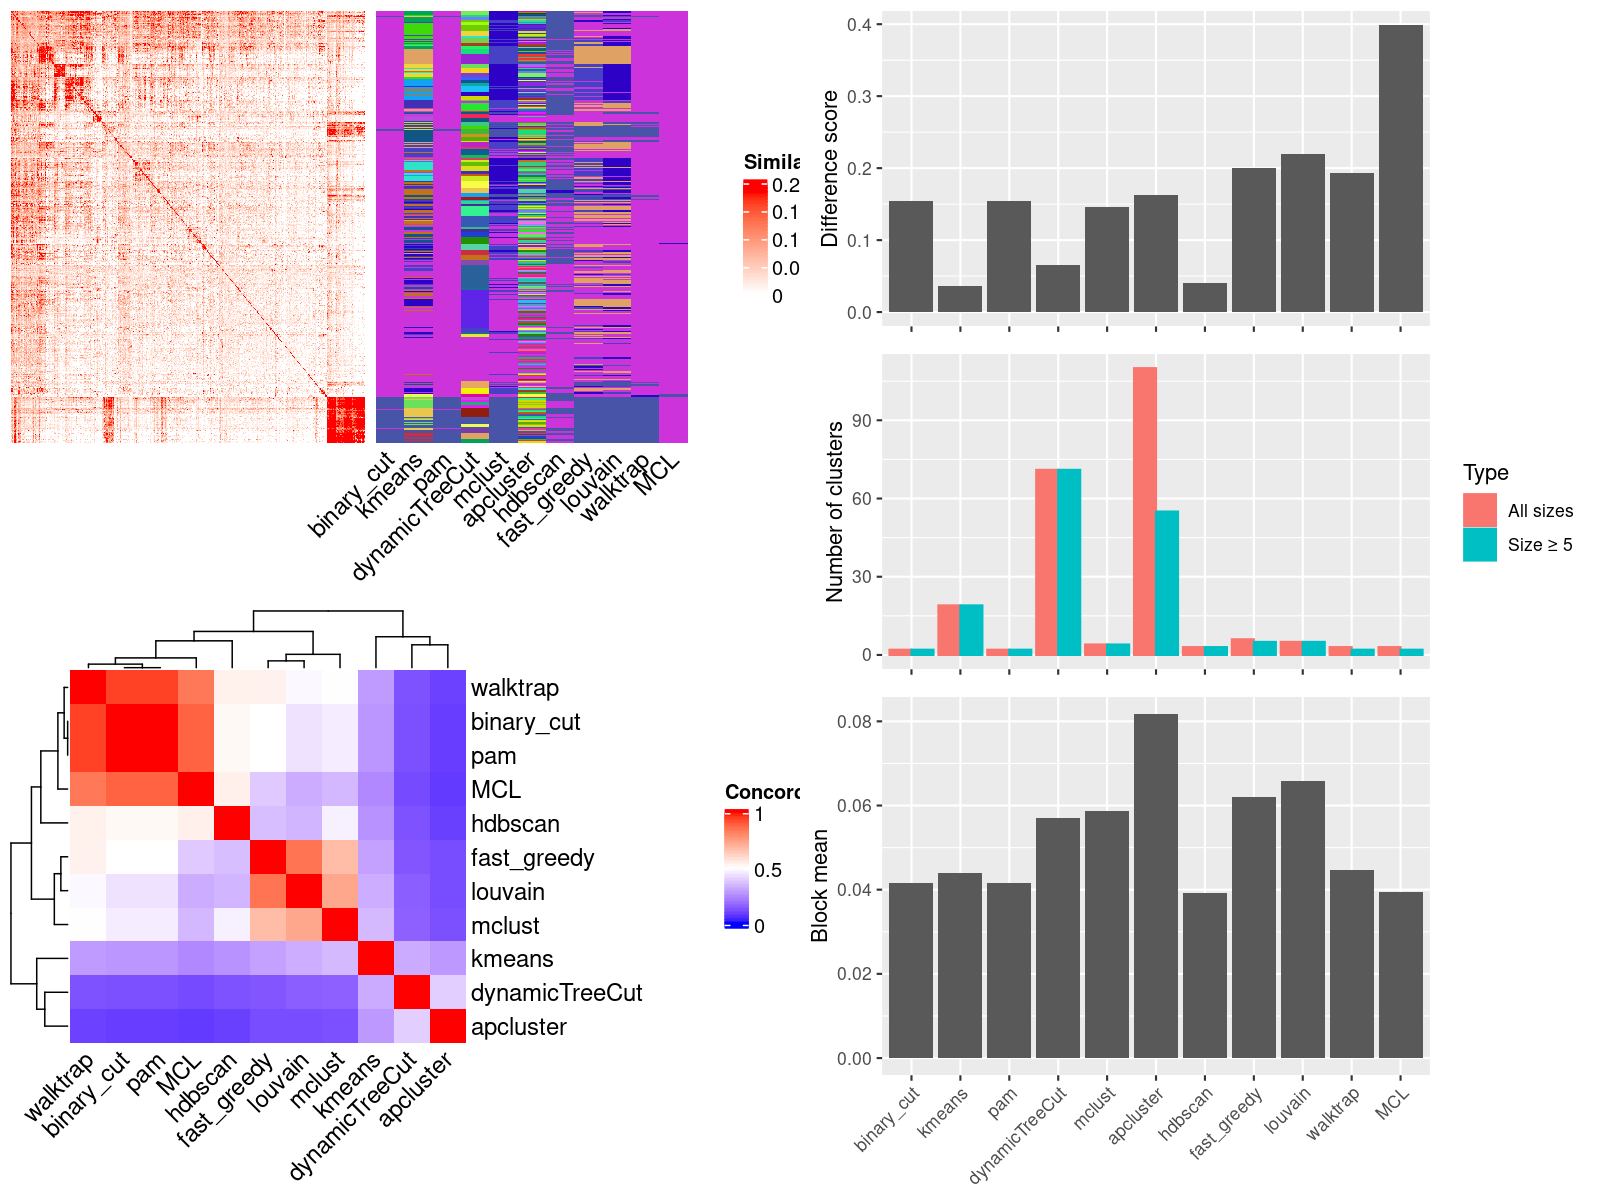 Simila
0.2
0.1
0.1
0.0
0
binary_cut
kmeans
pam
dynamicTreeCut
mclust
apcluster
hdbscan
fast_greedy
louvain
walktrap
MCL
walktrap
binary_cut
pam
MCL
hdbscan
fast_greedy
louvain
mclust
kmeans
dynamicTreeCut
apcluster
walktrap
binary_cut
pam
MCL
hdbscan
fast_greedy
louvain
mclust
kmeans
dynamicTreeCut
apcluster
Concord
1
0.5
0
Difference score
0.4
0.3
0.2
0.1
0.0
Number of clusters
90
60
30
0
Type
All sizes
Size ≥ 5
Block mean
0.08
0.06
0.04
0.02
0.00
binary_cut
kmeans
pam
dynamicTreeCut
mclust
apcluster
hdbscan
fast_greedy
louvain
walktrap
MCL